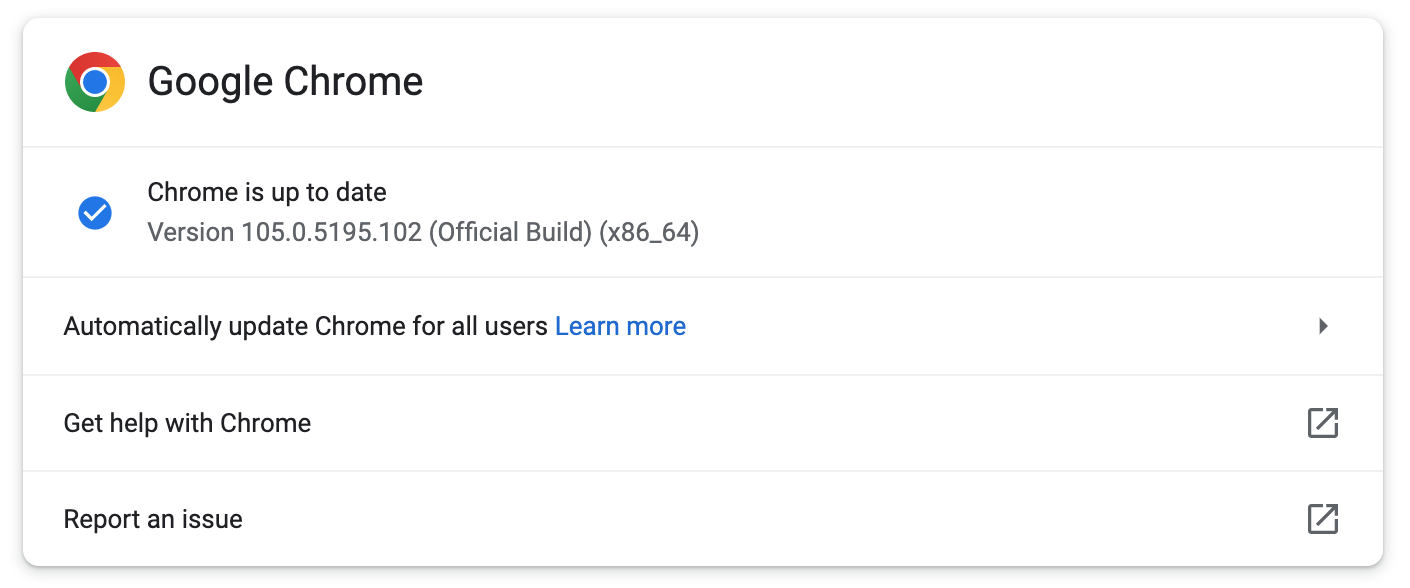 Google Chrome
Chrome is up to date
Version 105.0.5195.102 (Official Build) (x86_64)
Automatically update Chrome for all users Learn more
Get help with Chrome
Report an issue